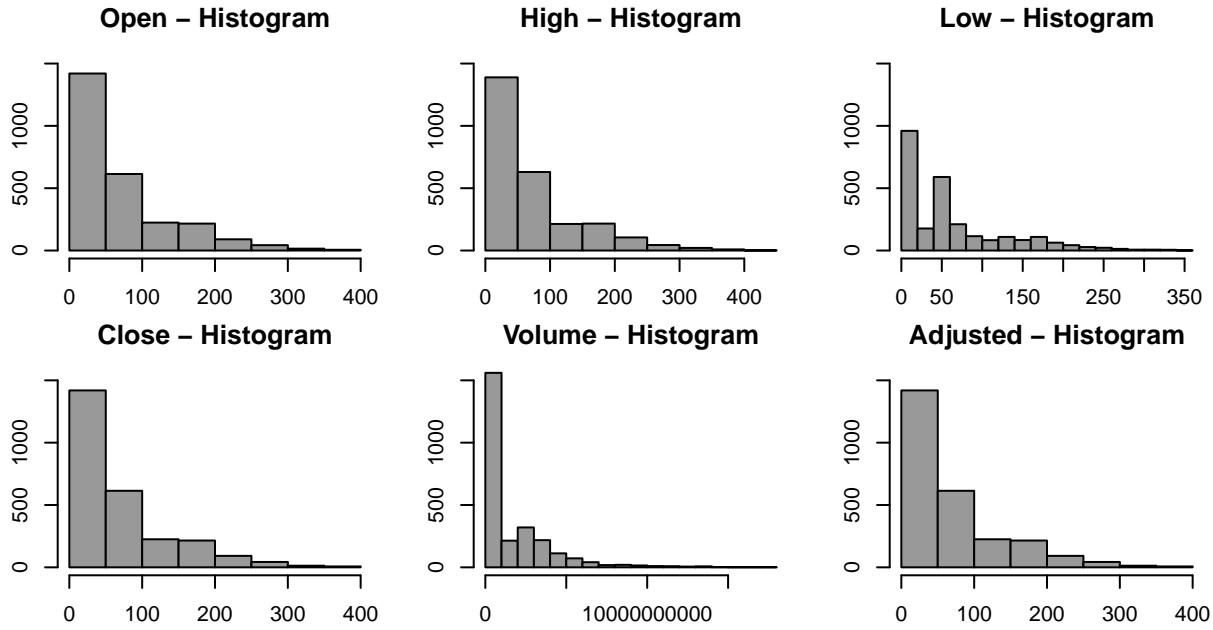 Open – Histogram
0 500 1000
0 100 200 300 400
High – Histogram
0 500 1000
0 100 200 300 400
Low – Histogram
0 500 1000
0 50 150 250 350
Close – Histogram
0 500 1000
0 100 200 300 400
Volume – Histogram
0 500 1000
0 10000000000
Adjusted – Histogram
0 500 1000
0 100 200 300 400